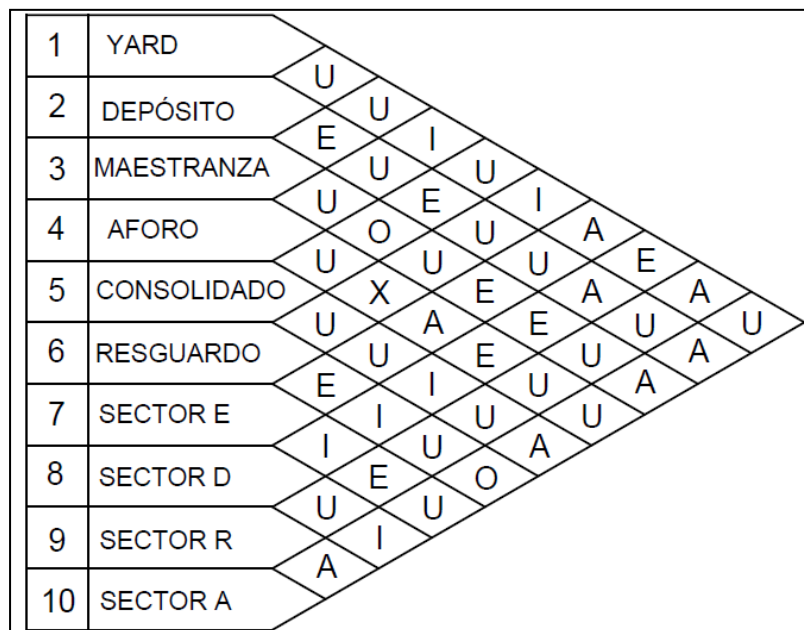 1 YARD
U
2 DEPÓSITO U
E I
3 MAESTRANZA U U
U E I
4 AFORO O U A
U U U E
5 CONSOLIDADO X E A A
U A E U U
6 RESGUARDO U E U A
E I U A
7 SECTOR E I U U
I U A
8 SECTOR D E O
U U
9 SECTOR R I
A
10 SECTOR A